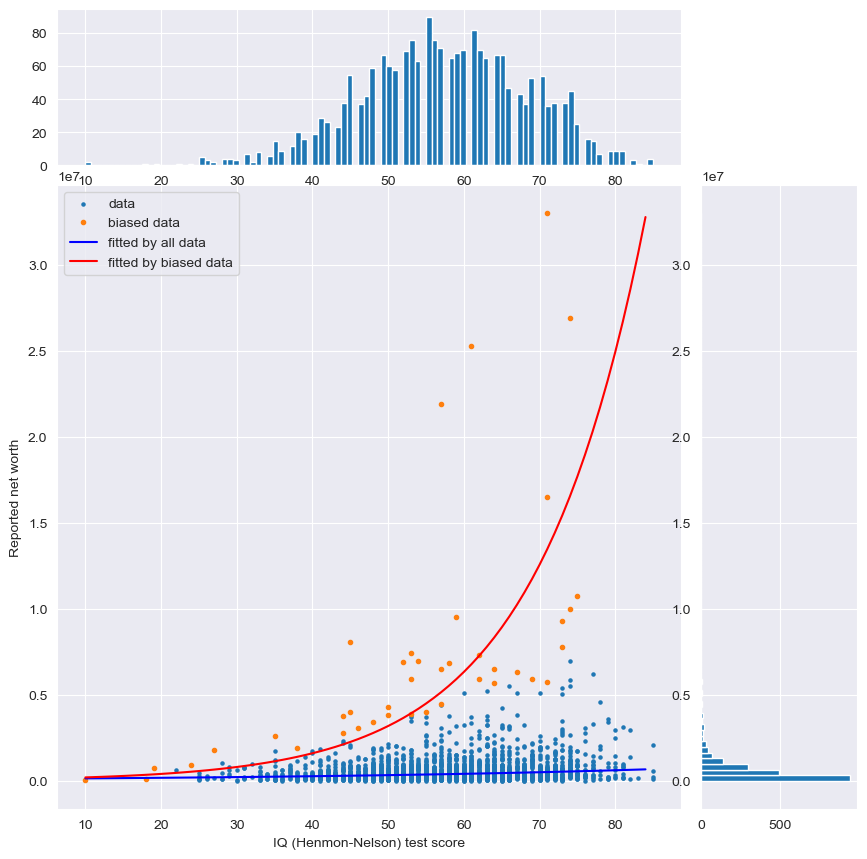 80
60
40
20
0
10 20 30 40 50 60 70 80
1e7
1e7
data
biased data
fitted by all data
fitted by biased data
3.0
2.5
2.0
1.5
1.0
0.5
0.0
Reported net worth
10 20 30 40 50 60 70 80
IQ (Henmon-Nelson) test score
3.0
2.5
2.0
1.5
1.0
0.5
0.0
0 500